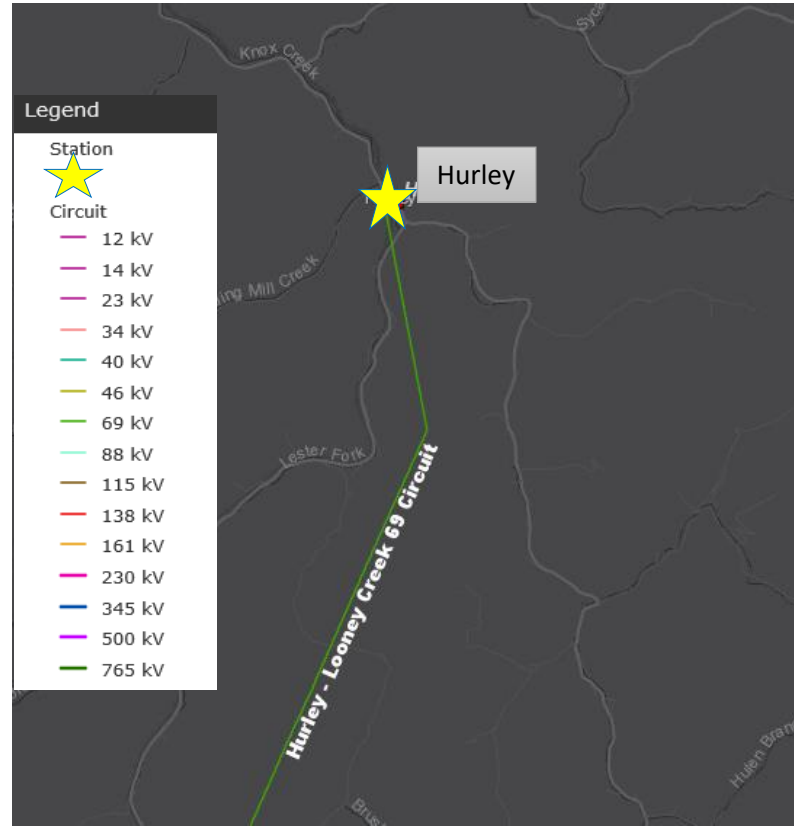 Knox Creek
Legend
Station
Hurley
Circuit
12 kV
14 kV
23 kV
34 kV
40 kV
46 kV
69 kV
88 kV
115 kV
138 kV
161 kV
230 kV
345 kV
500 kV
765 kV
Mill Creek
Lester Fork
Hurley - Looney Creek 69 Circuit